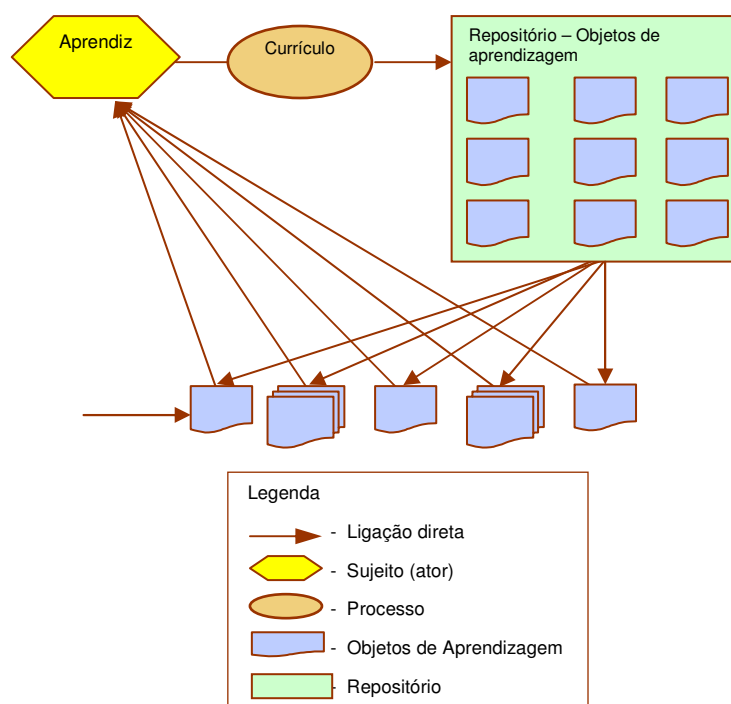 Aprendiz
Currículo
Repositório – Objetos de
aprendizagem
Legenda
- Ligação direta
- Sujeito (ator)
- Processo
- Objetos de Aprendizagem
- Repositório